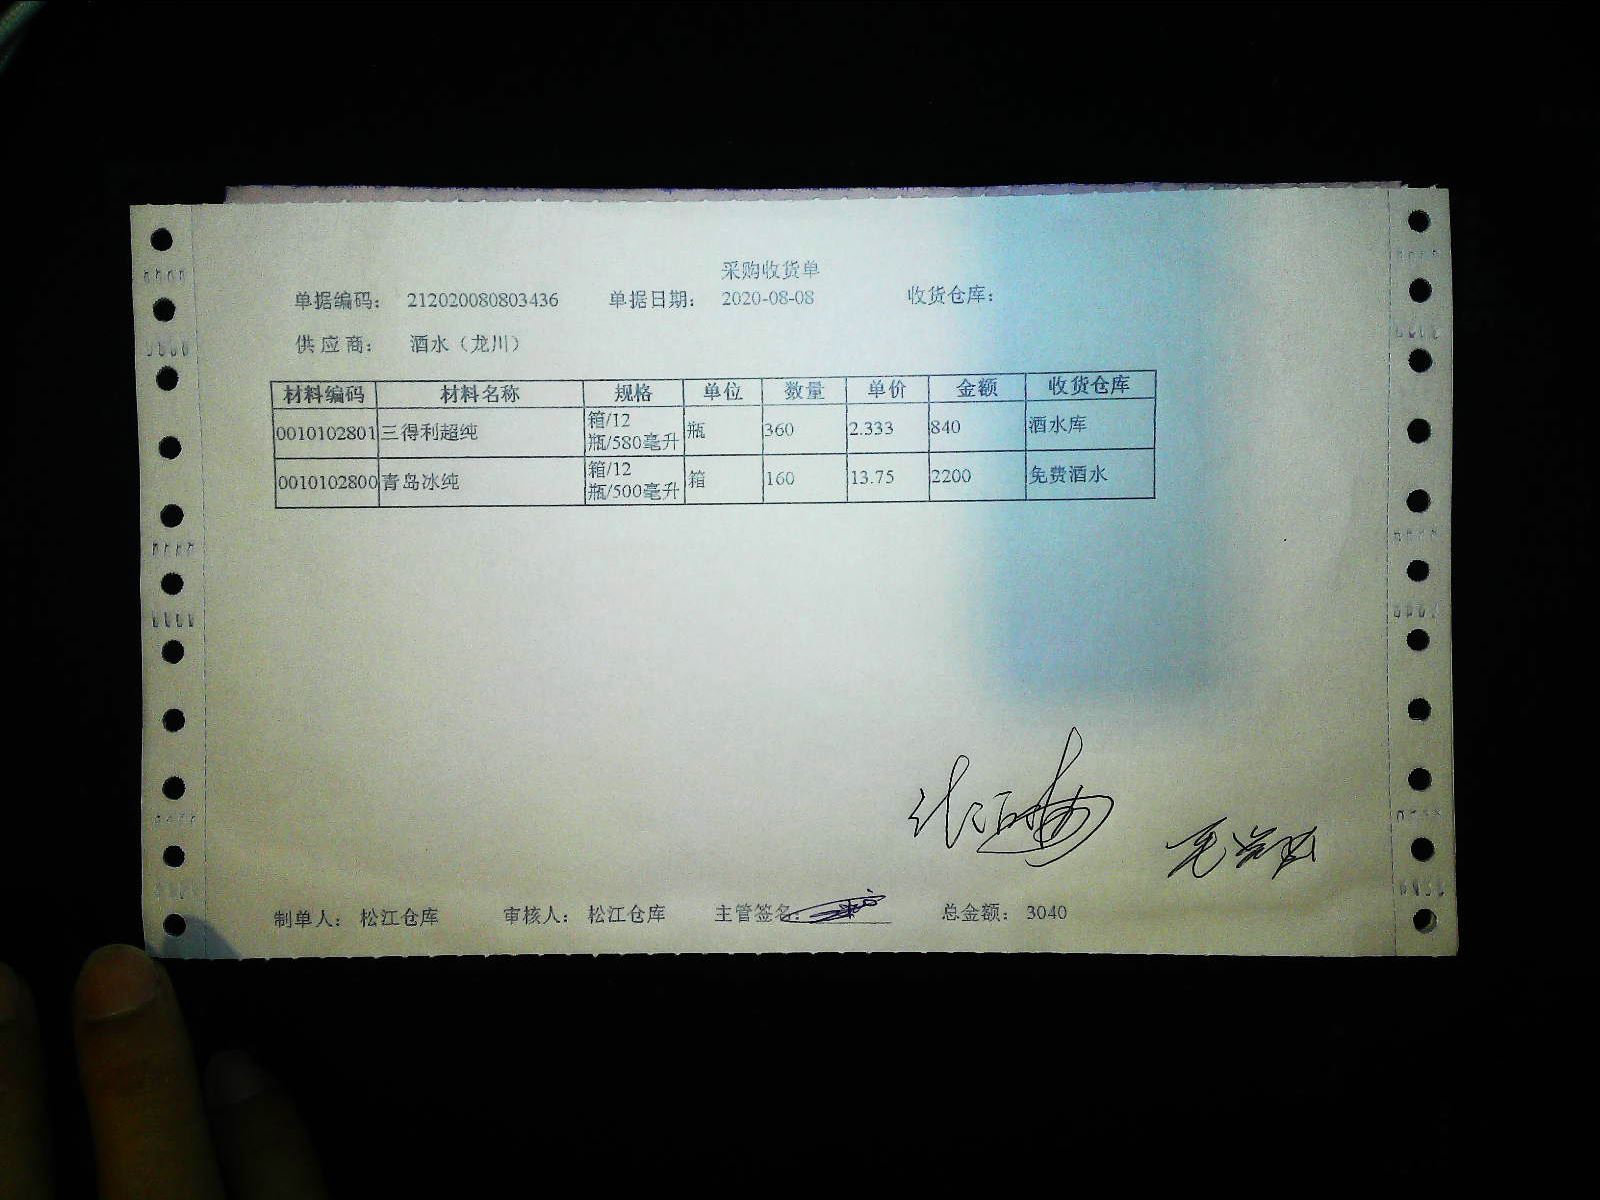 采购收货单
单据编码: 212020080803436 单据日期: 2020-08-08 收货仓库:
供应商: 酒水（龙川）
材料编码 材料名称 规格 单位 数量 单价 金额 收货仓库
0010102801 三得利超纯 箱/12瓶/580毫升 瓶 360 2.333 840 酒水库
0010102800 青岛冰纯 箱/12瓶/500毫升 箱 160 13.75 2200 免费酒水
制单人: 松江仓库 审核人: 松江仓库 主管签名: 总金额: 3040